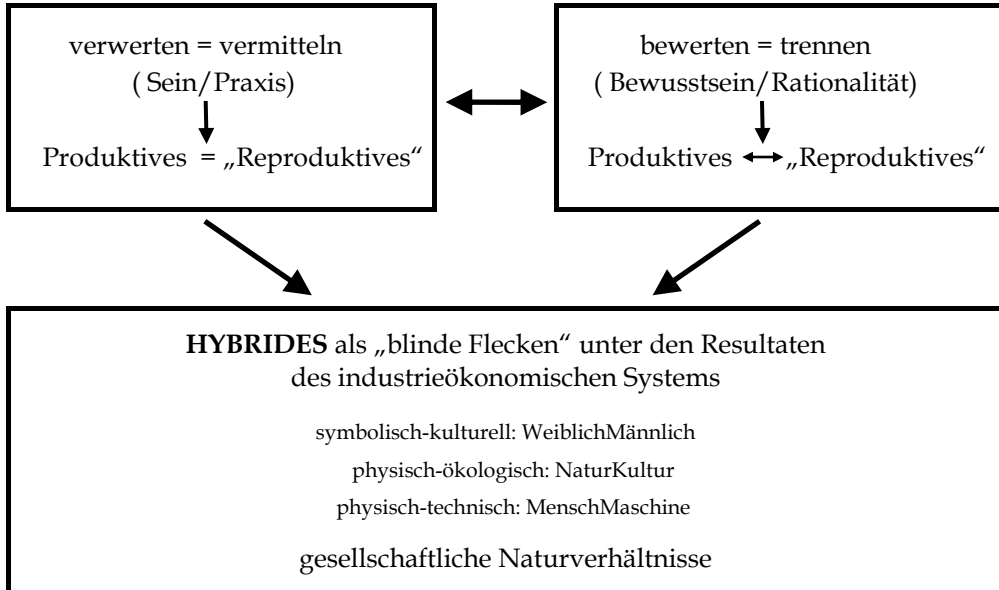 verwerten = vermitteln
( Sein/Praxis)
Produktives = „Reproduktives“
bewerten = trennen
( Bewusstsein/Rationalität)
Produktives „Reproduktives“
HYBRIDES als „blinde Flecken“ unter den Resultaten
des industrieökonomischen Systems
symbolisch-kulturell: WeiblichMännlich
physisch-ökologisch: NaturKultur
physisch-technisch: MenschMaschine
gesellschaftliche Naturverhältnisse